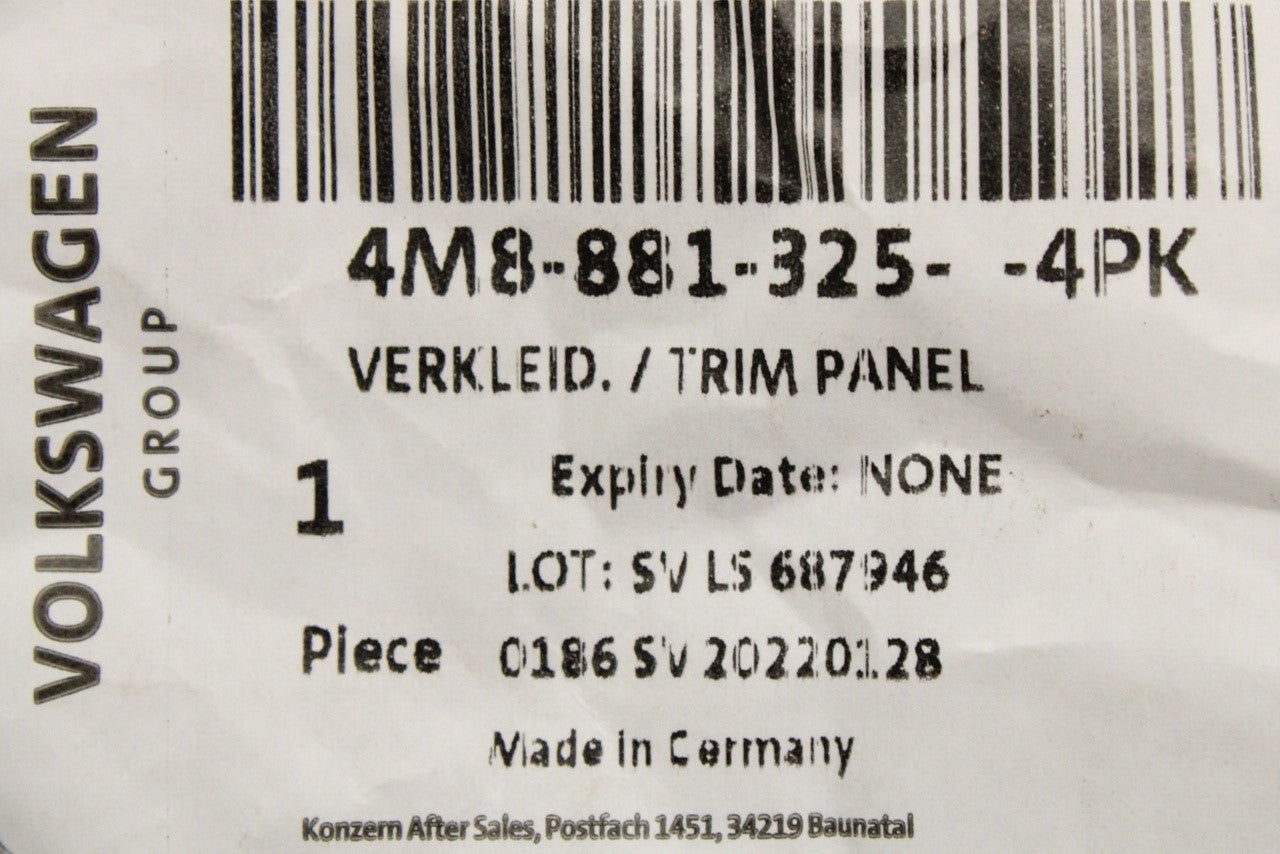 VOLKSWAGEN
GROUP
4M8-881-325- -4PK
VERKLEID. / TRIM PANEL
1
Expiry Date: NONE
LOT: SV LS 687946
Piece
0186 SV 20220128
Made in Germany
Konzern After Sales, Postfach 1451, 34219 Baunatal